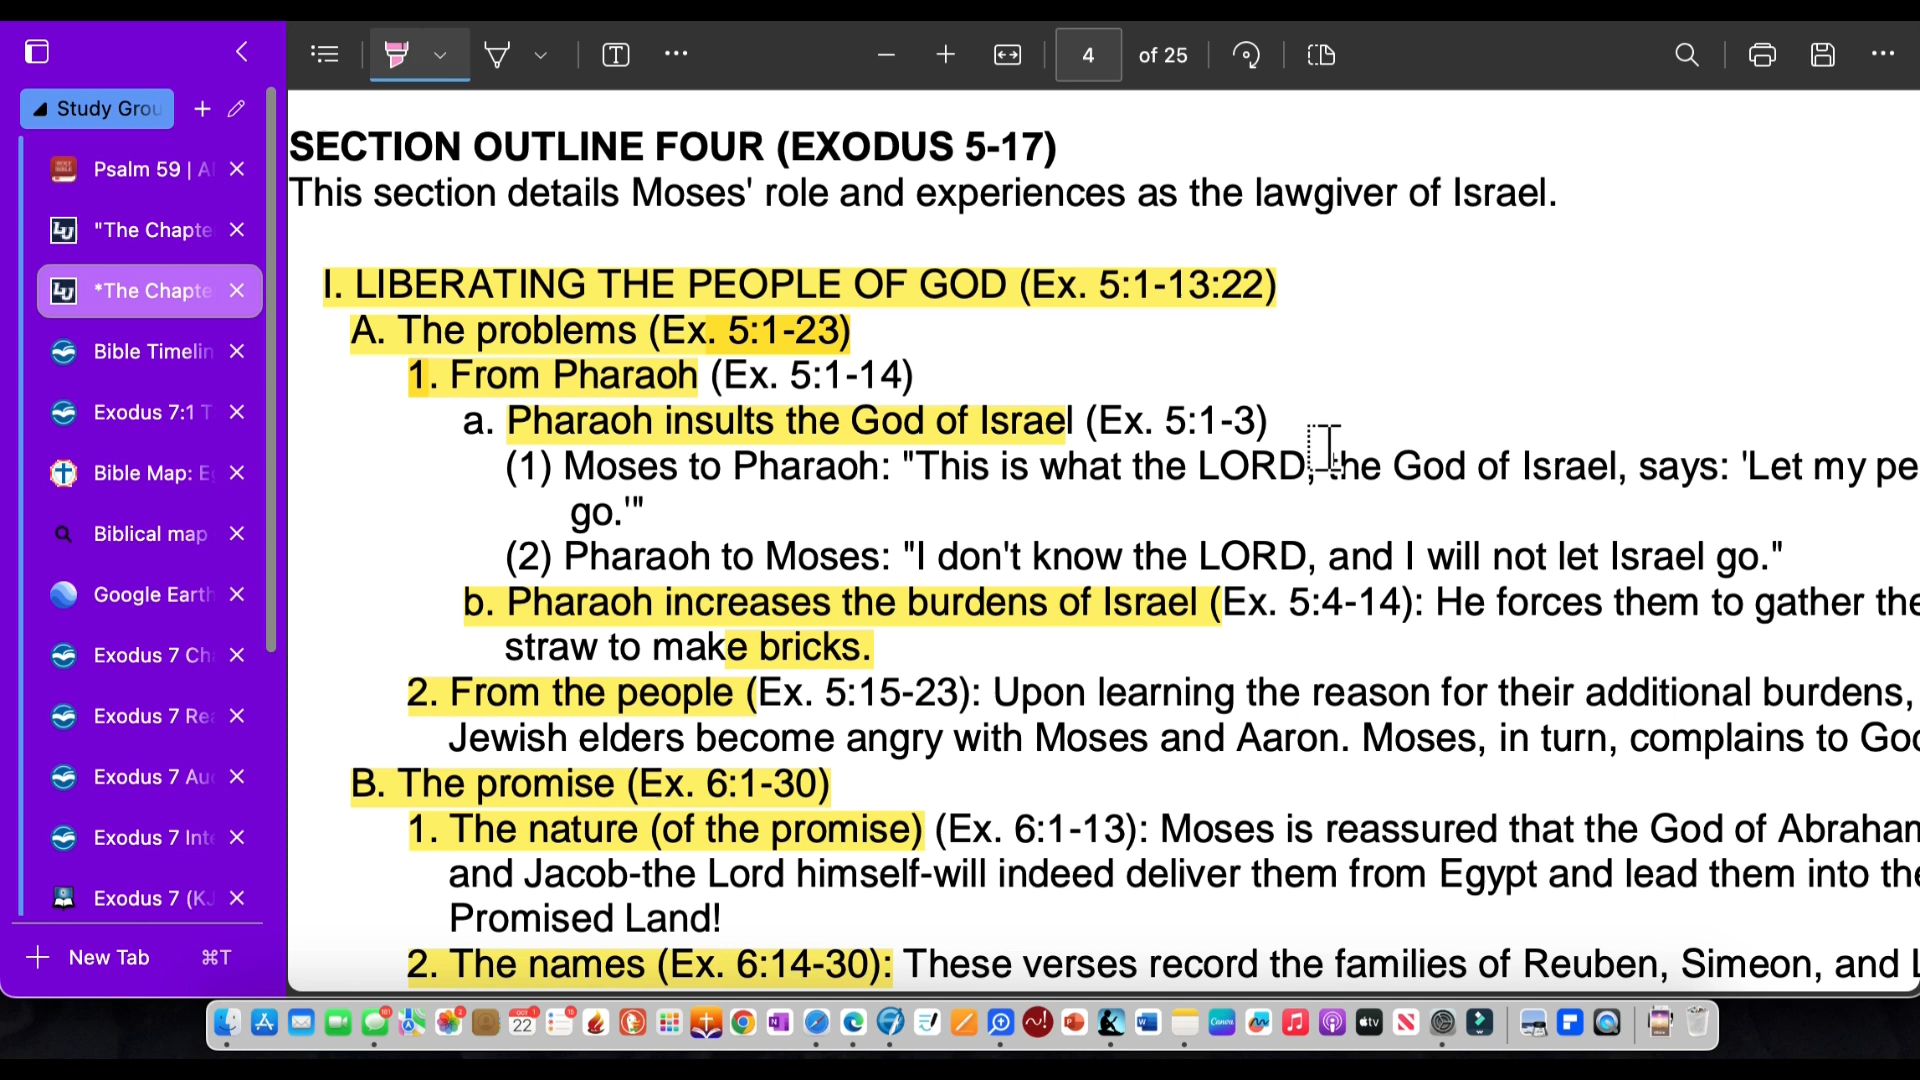 4 of 25
Study Grou
Psalm 59 | A
"The Chapte
*The Chapte
Bible Timelin
Exodus 7:1 T
Bible Map: E
Biblical map
Google Earth
Exodus 7 Ch
Exodus 7 Re
Exodus 7 Au
Exodus 7 Int
Exodus 7 (KJ
New Tab ⌘T
SECTION OUTLINE FOUR (EXODUS 5-17)
This section details Moses' role and experiences as the lawgiver of Israel.
I. LIBERATING THE PEOPLE OF GOD (Ex. 5:1-13:22)
A. The problems (Ex. 5:1-23)
1. From Pharaoh (Ex. 5:1-14)
a. Pharaoh insults the God of Israel (Ex. 5:1-3)
(1) Moses to Pharaoh: "This is what the LORD, the God of Israel, says: 'Let my pe
go.'"
(2) Pharaoh to Moses: "I don't know the LORD, and I will not let Israel go."
b. Pharaoh increases the burdens of Israel (Ex. 5:4-14): He forces them to gather the
straw to make bricks.
2. From the people (Ex. 5:15-23): Upon learning the reason for their additional burdens,
Jewish elders become angry with Moses and Aaron. Moses, in turn, complains to God
B. The promise (Ex. 6:1-30)
1. The nature (of the promise) (Ex. 6:1-13): Moses is reassured that the God of Abraham
and Jacob-the Lord himself-will indeed deliver them from Egypt and lead them into the
Promised Land!
2. The names (Ex. 6:14-30): These verses record the families of Reuben, Simeon, and L
OCT
22
Canva
tv